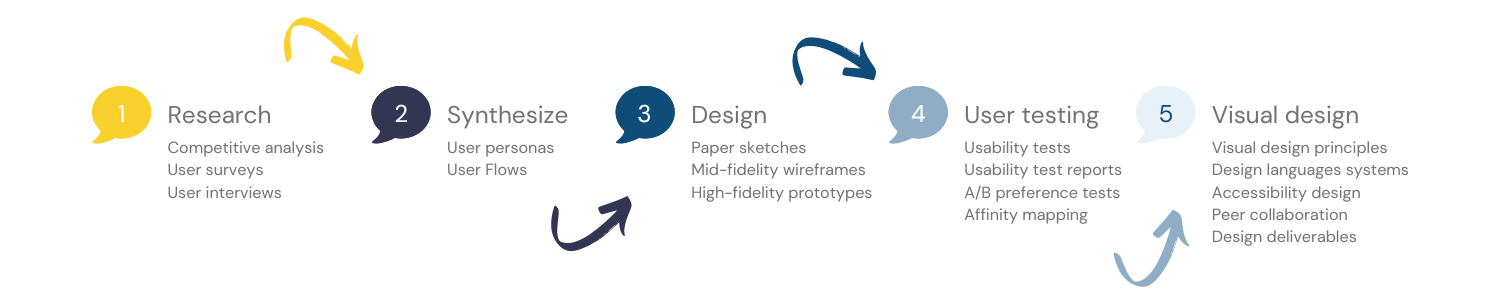 1
Research
Competitive analysis
User surveys
User interviews
2
Synthesize
User personas
User Flows
3
Design
Paper sketches
Mid-fidelity wireframes
High-fidelity prototypes
4
User testing
Usability tests
Usability test reports
A/B preference tests
Affinity mapping
5
Visual design
Visual design principles
Design languages systems
Accessibility design
Peer collaboration
Design deliverables